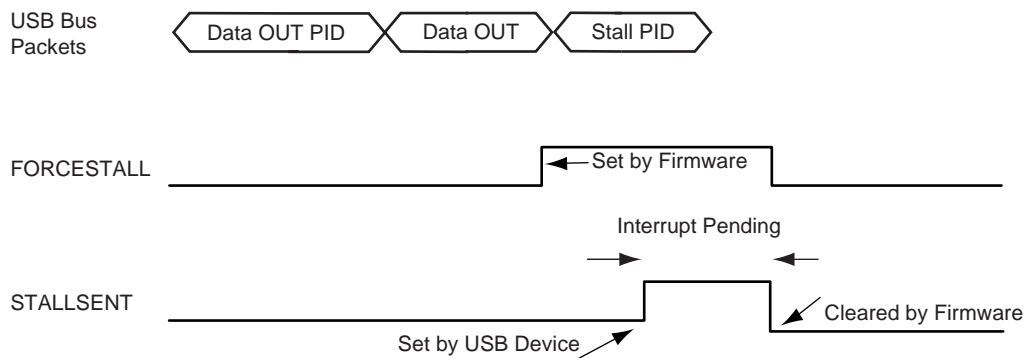 USB Bus
Packets
Data OUT PID
Data OUT
Stall PID
FORCESTALL
Set by Firmware
Interrupt Pending
STALLSENT
Cleared by Firmware
Set by USB Device